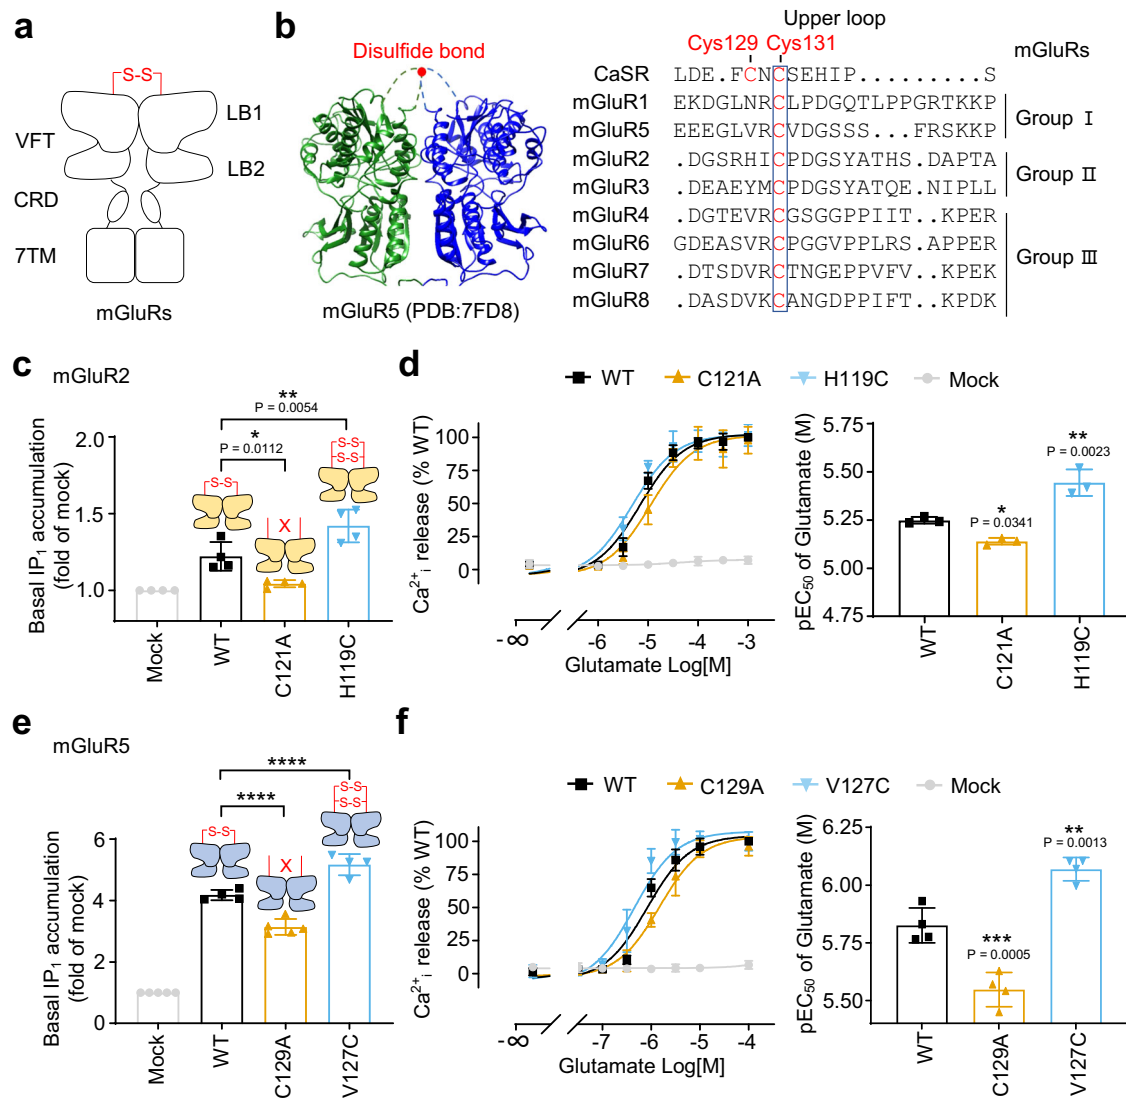 a
S-S
VFT
LB1
LB2
CRD
7TM
mGluRs
b
Disulfide bond
mGluR5 (PDB:7FD8)
Upper loop
Cys129 Cys131
mGluRs
CaSR LDE.FCNCSEHIP.........S
mGluR1 EKDGLNRCLPDGQTLPPGRTKKP
mGluR5 EEEGLVRCVDGSSS...FRSKKP
Group I
mGluR2 .DGSRHICPDGSYATHS.DAPTA
mGluR3 .DEAEYMCPDGSYATQE.NIPLL
Group II
mGluR4 .DGTEVRCGSGGPPIIT..KPER
mGluR6 GDEASVRCPGGVPPLRS.APPER
mGluR7 .DTSDVRCTNGEPPVFV..KPEK
mGluR8 .DASDVKCANGDPPIFT..KPDK
Group III
c
mGluR2
Basal IP1 accumulation
(fold of mock)
2.0
1.5
1.0
**
P = 0.0054
*
P = 0.0112
S-S
X
S-S
S-S
Mock
WT
C121A
H119C
d
WT
C121A
H119C
Mock
Ca2+i release (% WT)
100
75
50
25
0
-∞
-6
-5
-4
-3
Glutamate Log[M]
pEC50 of Glutamate (M)
5.75
5.50
5.25
5.00
4.75
*
P = 0.0341
**
P = 0.0023
WT
C121A
H119C
e
mGluR5
Basal IP1 accumulation
(fold of mock)
6
4
2
0
****
****
S-S
X
S-S
S-S
Mock
WT
C129A
V127C
f
WT
C129A
V127C
Mock
Ca2+i release (% WT)
100
75
50
25
0
-∞
-7
-6
-5
-4
Glutamate Log[M]
pEC50 of Glutamate (M)
6.25
6.00
5.75
5.50
***
P = 0.0005
**
P = 0.0013
WT
C129A
V127C